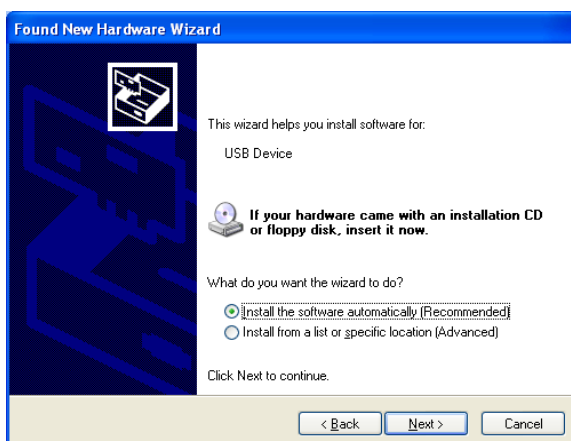 Found New Hardware Wizard
This wizard helps you install software for:
USB Device
If your hardware came with an installation CD
or floppy disk, insert it now.
What do you want the wizard to do?
Install the software automatically (Recommended)
Install from a list or specific location (Advanced)
Click Next to continue.
< Back Next > Cancel